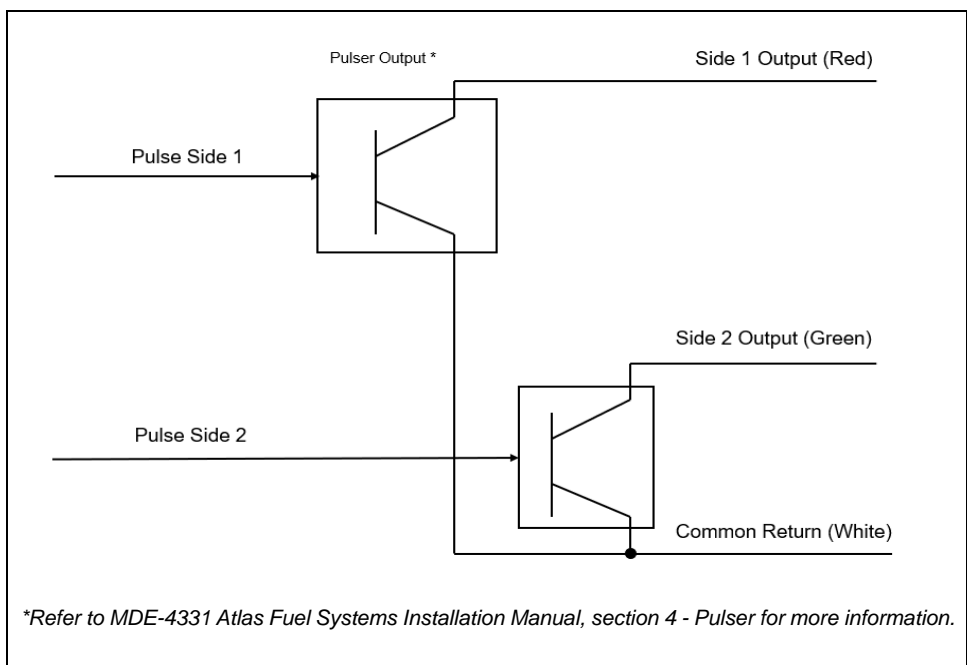 Pulser Output *
Side 1 Output (Red)
Pulse Side 1
Side 2 Output (Green)
Pulse Side 2
Common Return (White)
*Refer to MDE-4331 Atlas Fuel Systems Installation Manual, section 4 - Pulser for more information.